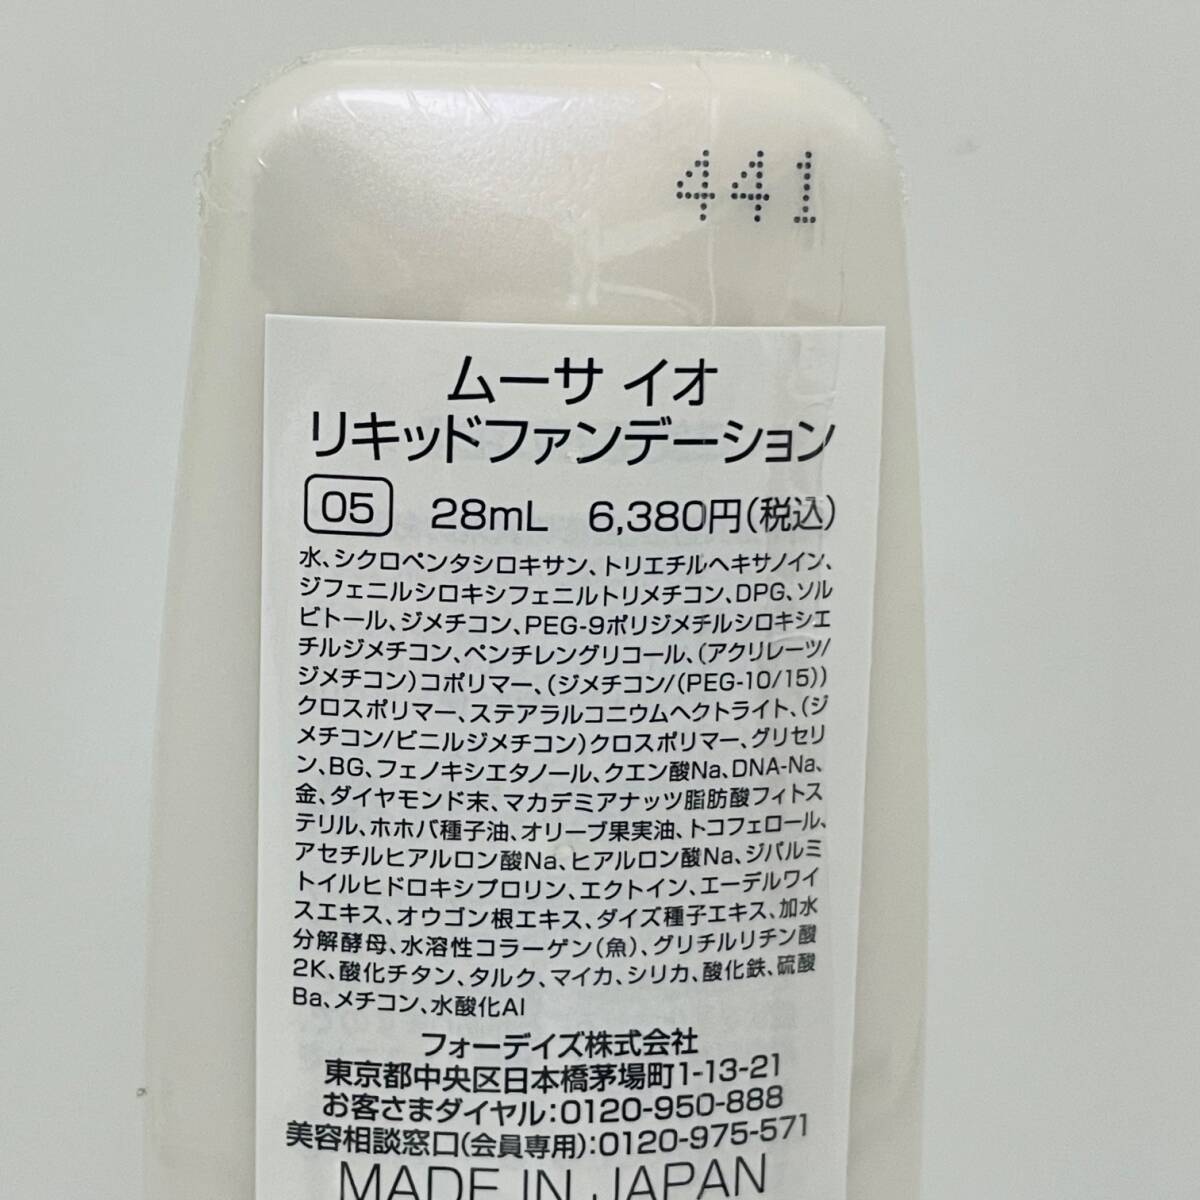 441
ムーサ イオ
リキッドファンデーション
05 28mL 6,380円(税込)
水、シクロペンタシロキサン、トリエチルヘキサノイン、
ジフェニルシロキシフェニルトリメチコン、DPG、ソル
ビトール、ジメチコン、PEG-9ポリジメチルシロキシエ
チルジメチコン、ペンチレングリコール、(アクリレーツ/
ジメチコン)コポリマー、(ジメチコン/(PEG-10/15))
クロスポリマー、ステアラルコニウムヘクトライト、(ジ
メチコン/ビニルジメチコン)クロスポリマー、グリセリ
ン、BG、フェノキシエタノール、クエン酸Na、DNA-Na、
金、ダイヤモンド末、マカデミアナッツ脂肪酸フィトス
テリル、ホホバ種子油、オリーブ果実油、トコフェロール、
アセチルヒアルロン酸Na、ヒアルロン酸Na、ジパルミ
トイルヒドロキシプロリン、エクトイン、エーデルワイ
スエキス、オウゴン根エキス、ダイズ種子エキス、加水
分解酵母、水溶性コラーゲン(魚)、グリチルリチン酸
2K、酸化チタン、タルク、マイカ、シリカ、酸化鉄、硫酸
Ba、メチコン、水酸化Al
フォーデイズ株式会社
東京都中央区日本橋茅場町1-13-21
お客さまダイヤル:0120-950-888
美容相談窓口(会員専用):0120-975-571
MADE IN JAPAN